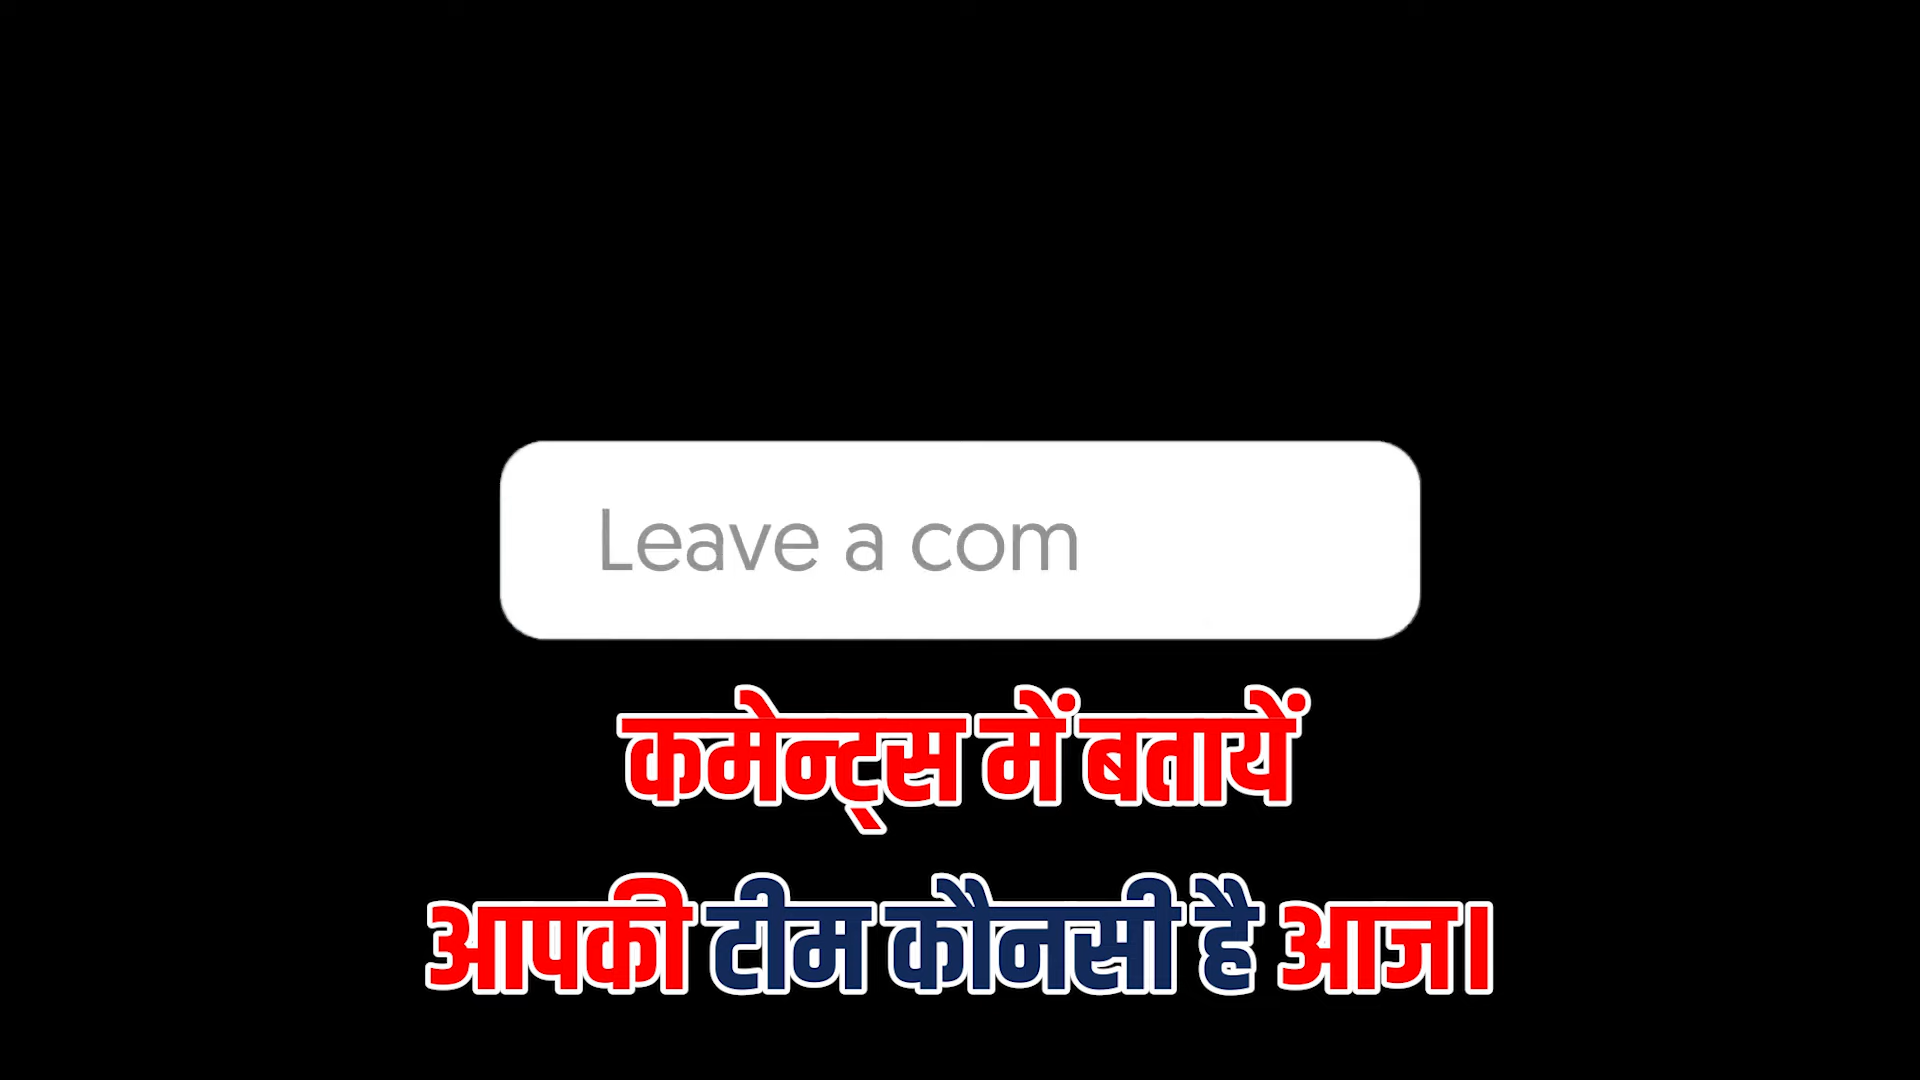 Leave a com
कमेन्ट्स में बतायें
आपकी टीम कौनसी है आज।